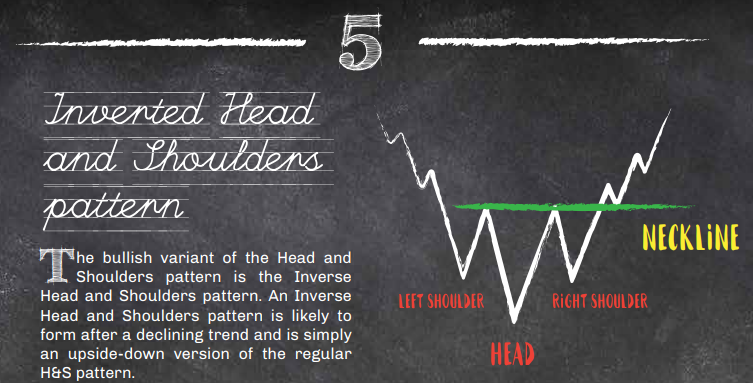 5
Inverted Head
and Shoulders
pattern
The bullish variant of the Head and
Shoulders pattern is the Inverse
Head and Shoulders pattern. An Inverse
Head and Shoulders pattern is likely to
form after a declining trend and is simply
an upside-down version of the regular
H&S pattern.
NECKLiNE
LEFT SHOULDER
RiGHT SHOULDER
HEAD